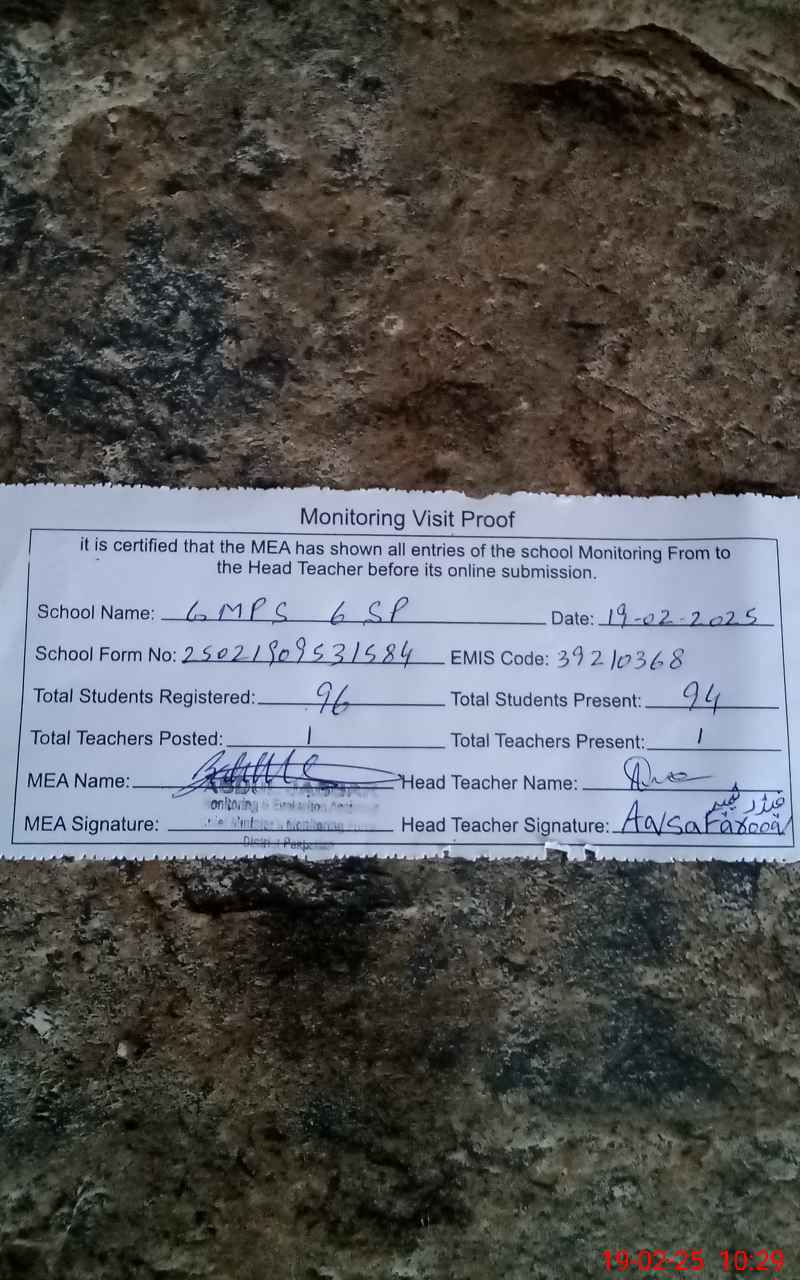 Monitoring Visit Proof
it is certified that the MEA has shown all entries of the school Monitoring From to
the Head Teacher before its online submission.
School Name: GMPS 6 SP Date: 19-02-2025
School Form No: 25021909531584 EMIS Code: 39210368
Total Students Registered: 96 Total Students Present: 94
Total Teachers Posted: 1 Total Teachers Present: 1
MEA Name: Head Teacher Name:
MEA Signature: Head Teacher Signature: Farooq
19-02-25 10:29